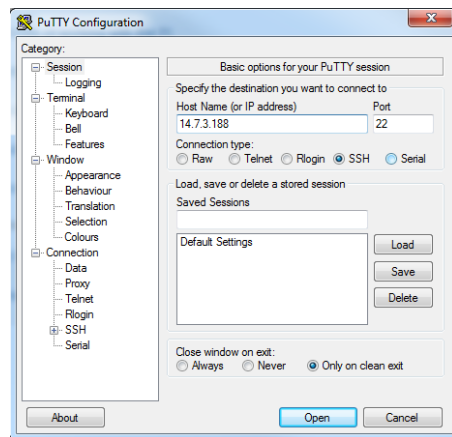 PuTTY Configuration
Category:
Session
Logging
Terminal
Keyboard
Bell
Features
Window
Appearance
Behaviour
Translation
Selection
Colours
Connection
Data
Proxy
Telnet
Rlogin
SSH
Serial
Basic options for your PuTTY session
Specify the destination you want to connect to
Host Name (or IP address) Port
14.7.3.188 22
Connection type:
Raw Telnet Rlogin SSH Serial
Load, save or delete a stored session
Saved Sessions
Default Settings
Load
Save
Delete
Close window on exit:
Always Never Only on clean exit
About Open Cancel